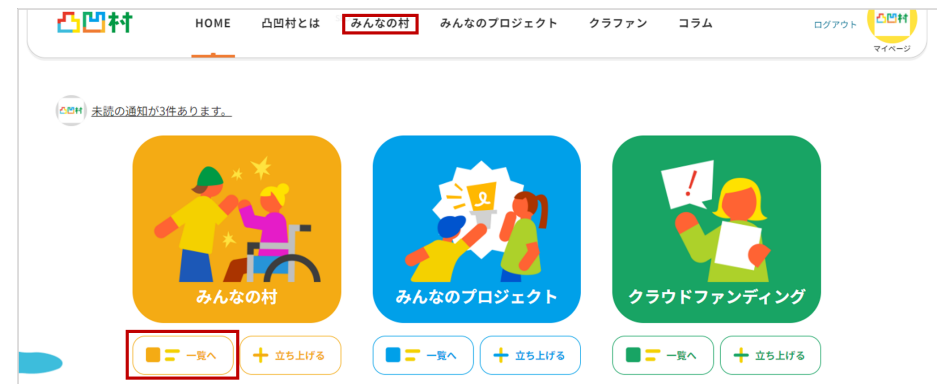 凸凹村 HOME 凸凹村とは みんなの村 みんなのプロジェクト クラファン コラム ログアウト 凸凹村
マイページ
凸凹村 未読の通知が3件あります。
みんなの村 みんなのプロジェクト クラウドファンディング
一覧へ 立ち上げる 一覧へ 立ち上げる 一覧へ 立ち上げる